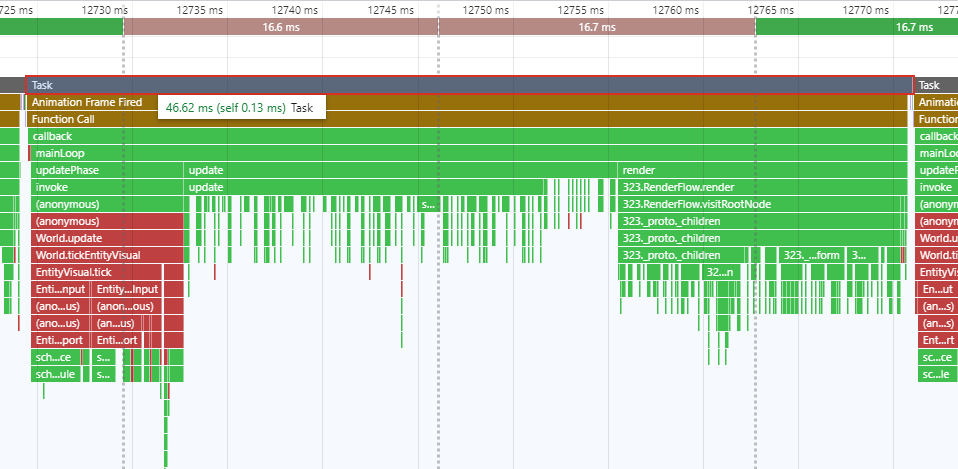 725 ms 12730 ms 12735 ms 12740 ms 12745 ms 12750 ms 12755 ms 12760 ms 12765 ms 12770 ms 1277
16.6 ms 16.7 ms 16.7 ms
Task Task
Animation Frame Fired Animatio
46.62 ms (self 0.13 ms) Task
Function Call Function
callback callback
mainLoop mainLoo
updatePhase update render updateP
invoke update 323.RenderFlow.render invoke
(anonymous) s... 323.RenderFlow.visitRootNode (anonym
(anonymous) 323._proto._children (anonym
World.update 323._proto._children World.u
World.tickEntityVisual 323._proto._children 323._...form 3... World.ti
EntityVisual.tick 32...n EntityVis
Enti...nput Entity...Input En...ut
(ano...us) (anon...ous) (an...s)
(ano...us) (an...us) (an...s)
Enti...port Enti...ort Ent...rt
sch...ce s... sc...ce
sch...ule s... sc...le